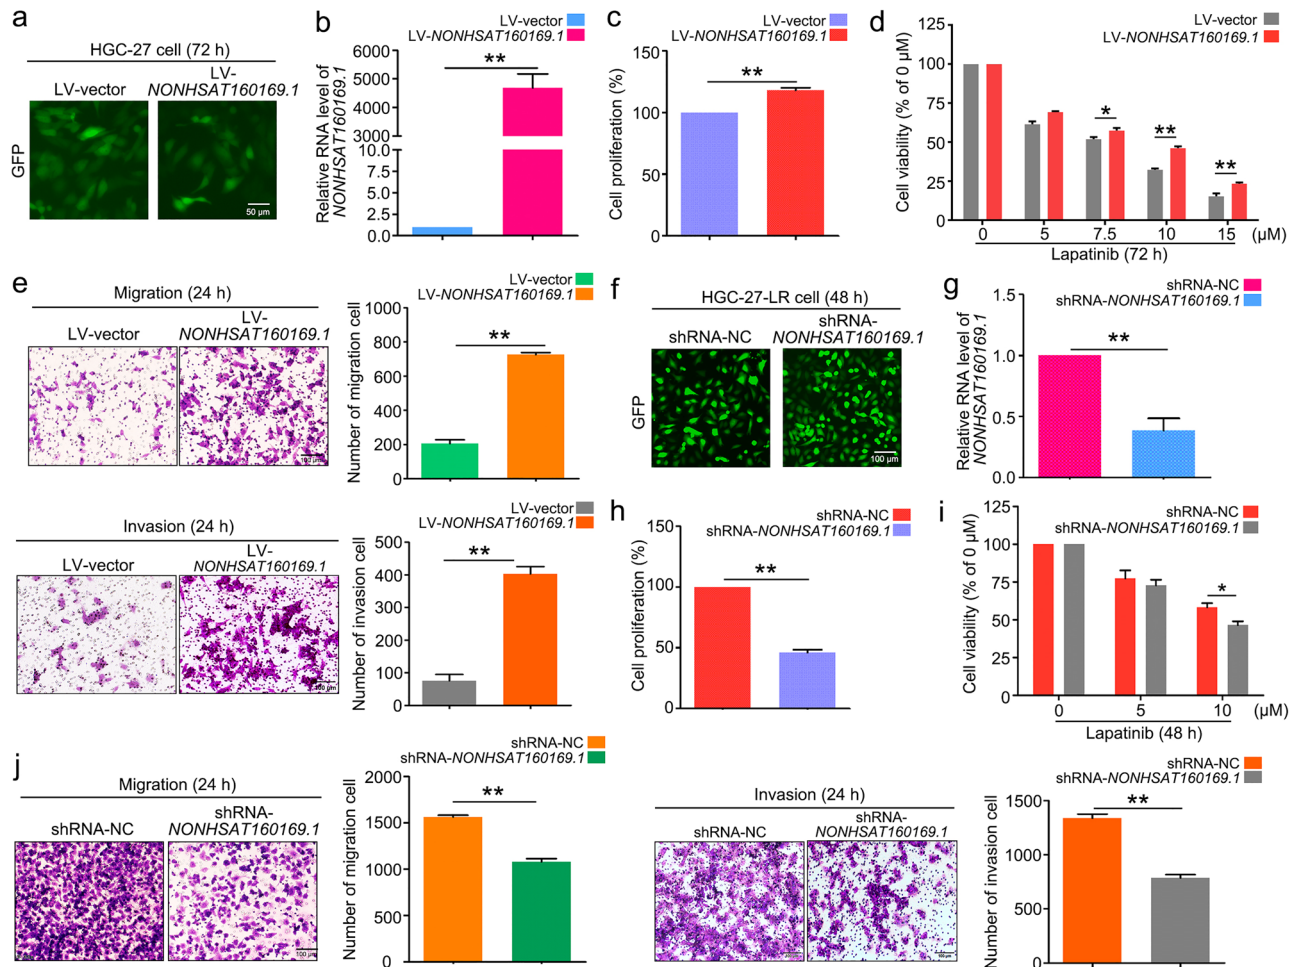 a
HGC-27 cell (72 h)
LV-vector
LV-
NONHSAT160169.1
GFP
50 µm
b
LV-vector
LV-NONHSAT160169.1
Relative RNA level of
NONHSAT160169.1
6000
5000
4000
3000
10.0
7.5
5.0
2.5
0.0
**
c
LV-vector
LV-NONHSAT160169.1
Cell proliferation (%)
150
100
50
0
**
d
LV-vector
LV-NONHSAT160169.1
Cell viability (% of 0 µM)
125
100
75
50
25
0
*
**
**
0 5 7.5 10 15 (µM)
Lapatinib (72 h)
e
Migration (24 h)
LV-vector
LV-
NONHSAT160169.1
100 µm
LV-vector
LV-NONHSAT160169.1
Number of migration cell
1000
800
600
400
200
0
**
Invasion (24 h)
LV-vector
LV-
NONHSAT160169.1
100 µm
LV-vector
LV-NONHSAT160169.1
Number of invasion cell
500
400
300
200
100
0
**
f
HGC-27-LR cell (48 h)
shRNA-NC
shRNA-
NONHSAT160169.1
GFP
100 µm
g
shRNA-NC
shRNA-NONHSAT160169.1
Relative RNA level of
NONHSAT160169.1
1.5
1.0
0.5
0.0
**
h
shRNA-NC
shRNA-NONHSAT160169.1
Cell proliferation (%)
150
100
50
0
**
i
shRNA-NC
shRNA-NONHSAT160169.1
Cell viability (% of 0 µM)
125
100
75
50
25
0
*
0 5 10 (µM)
Lapatinib (48 h)
j
Migration (24 h)
shRNA-NC
shRNA-
NONHSAT160169.1
100 µm
shRNA-NC
shRNA-NONHSAT160169.1
Number of migration cell
2000
1500
1000
500
0
**
Invasion (24 h)
shRNA-NC
shRNA-
NONHSAT160169.1
100 µm
100 µm
shRNA-NC
shRNA-NONHSAT160169.1
Number of invasion cell
1500
1000
500
0
**